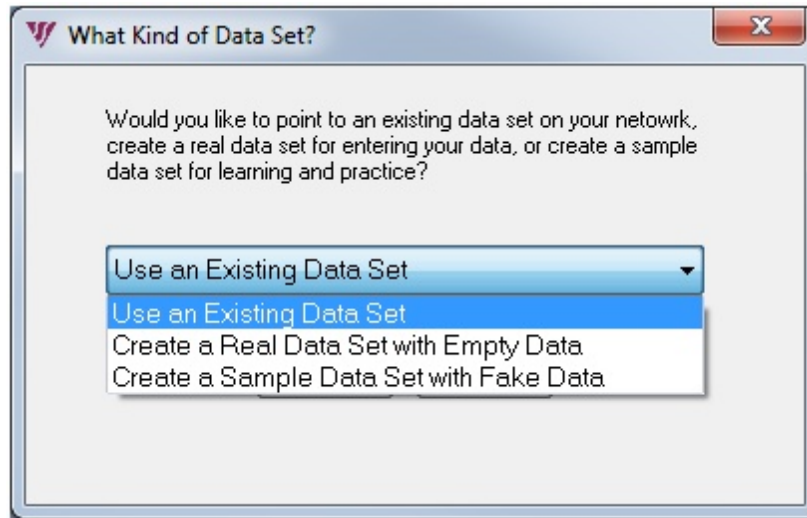 What Kind of Data Set?
Would you like to point to an existing data set on your netowrk,
create a real data set for entering your data, or create a sample
data set for learning and practice?
Use an Existing Data Set
Use an Existing Data Set
Create a Real Data Set with Empty Data
Create a Sample Data Set with Fake Data